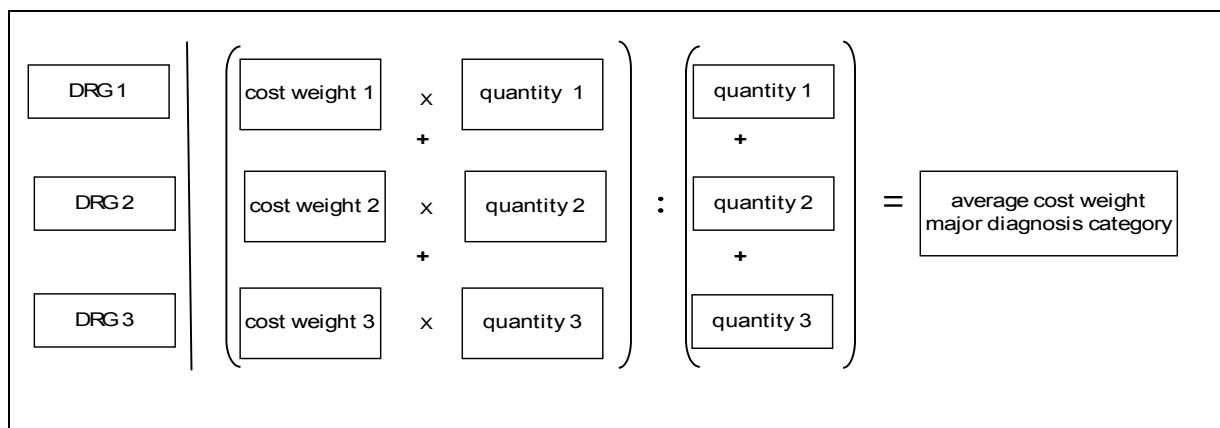 DRG 1 cost weight 1 x quantity 1 quantity 1
+ +
DRG 2 cost weight 2 x quantity 2 : quantity 2 = average cost weight
major diagnosis category
+ +
DRG 3 cost weight 3 x quantity 3 quantity 3